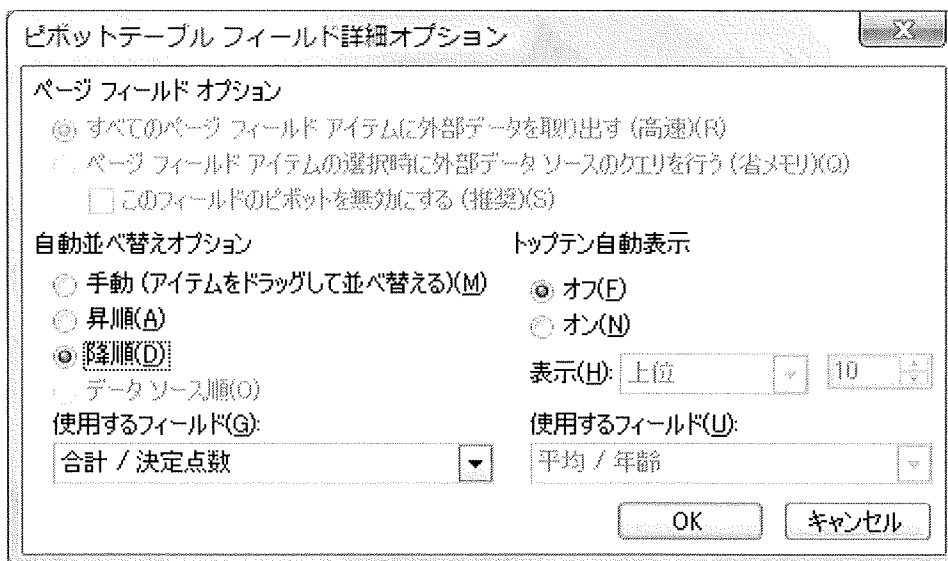 ピボットテーブル フィールド詳細オプション
ページ フィールド オプション
すべてのページ フィールド アイテムに外部データを取り出す (高速)(R)
ページ フィールド アイテムの選択時に外部データ ソースのクエリを行う (省メモリ)(Q)
このフィールドのピボットを無効にする (推奨)(S)
自動並べ替えオプション
手動 (アイテムをドラッグして並べ替える)(M)
昇順(A)
降順(D)
データ ソース順(O)
使用するフィールド(G):
合計 / 決定点数
トップテン自動表示
オフ(F)
オン(N)
表示(H): 上位 10
使用するフィールド(U):
平均 / 年齢
OK キャンセル